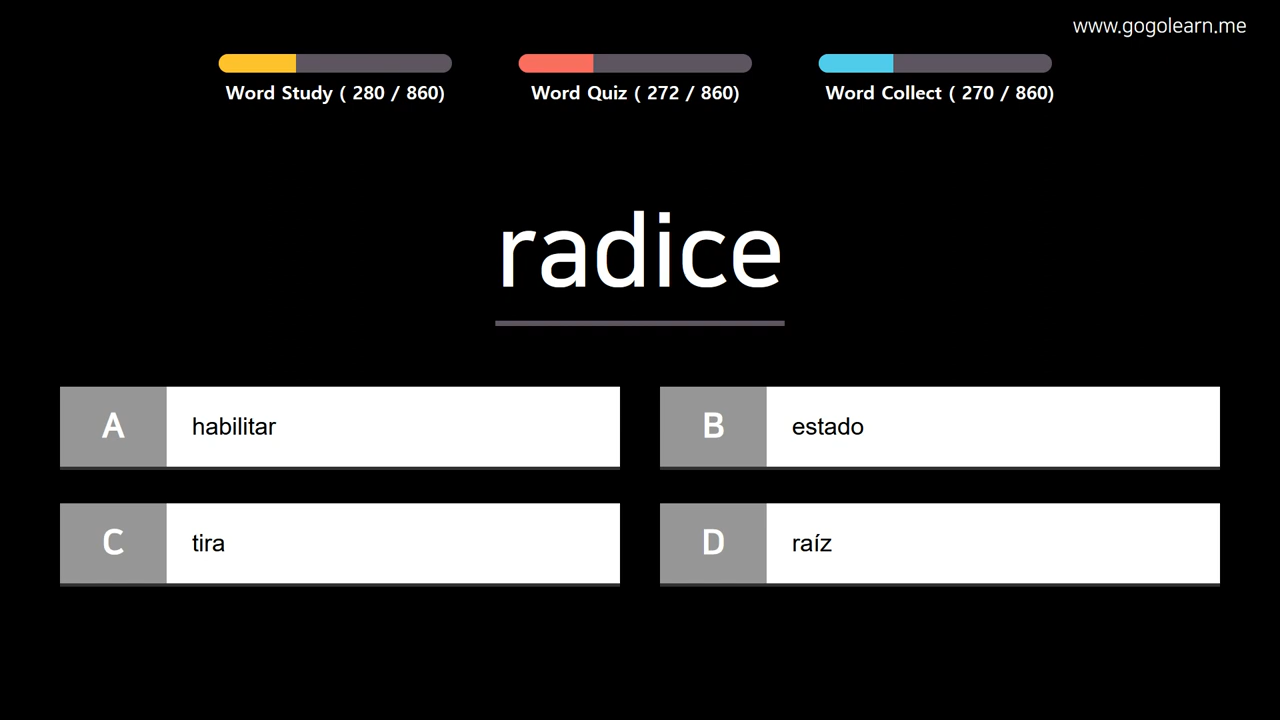 www.gogolearn.me
Word Study ( 280 / 860)
Word Quiz ( 272 / 860)
Word Collect ( 270 / 860)
radice
A habilitar
B estado
C tira
D raíz